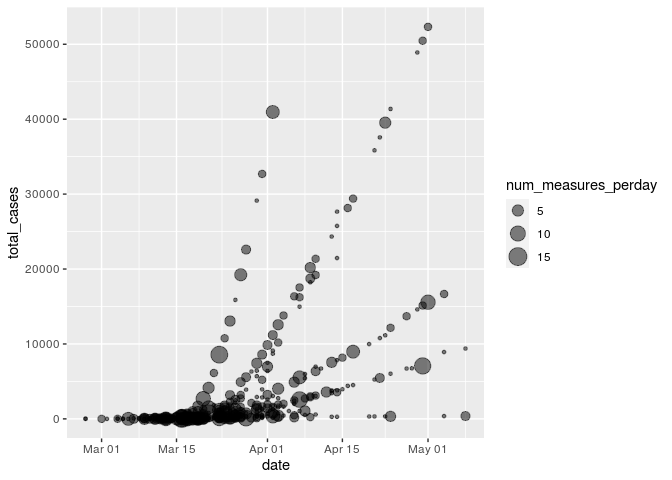 50000
40000
30000
20000
10000
0
total_cases
Mar 01
Mar 15
Apr 01
Apr 15
May 01
date
num_measures_perday
5
10
15